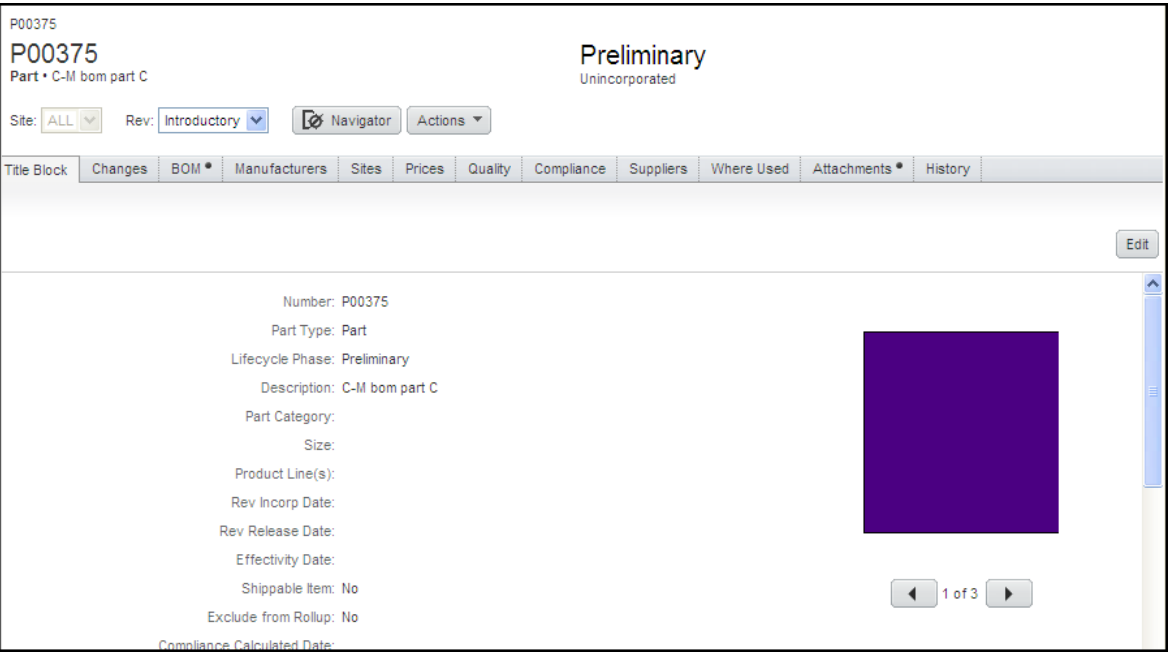 P00375
P00375
Preliminary
Part • C-M bom part C
Unincorporated
Site: ALL Rev: Introductory Navigator Actions
Title Block Changes BOM • Manufacturers Sites Prices Quality Compliance Suppliers Where Used Attachments • History
Edit
Number: P00375
Part Type: Part
Lifecycle Phase: Preliminary
Description: C-M bom part C
Part Category:
Size:
Product Line(s):
Rev Incorp Date:
Rev Release Date:
Effectivity Date:
Shippable Item: No
Exclude from Rollup: No
1 of 3
Compliance Calculated Date: